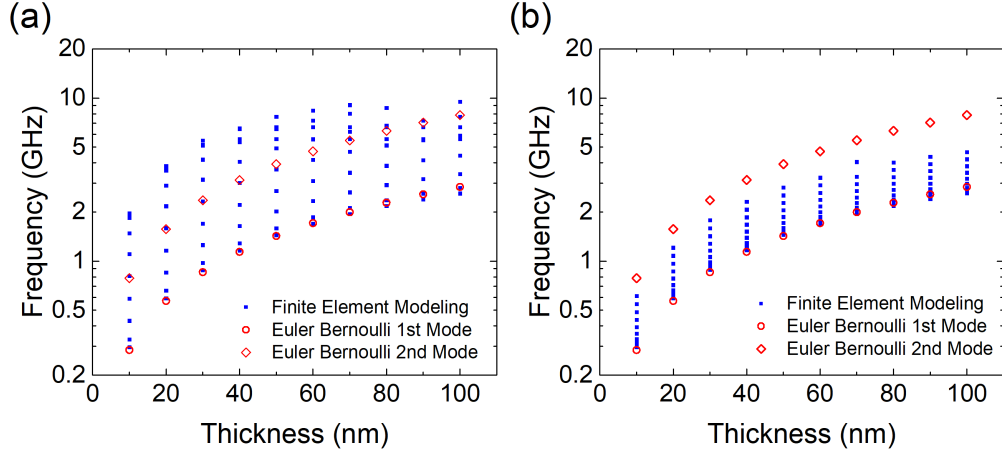 (a)
20
10
5
2
1
0.5
0.2
Frequency (GHz)
Finite Element Modeling
Euler Bernoulli 1st Mode
Euler Bernoulli 2nd Mode
0 20 40 60 80 100
Thickness (nm)
(b)
20
10
5
2
1
0.5
0.2
Frequency (GHz)
Finite Element Modeling
Euler Bernoulli 1st Mode
Euler Bernoulli 2nd Mode
0 20 40 60 80 100
Thickness (nm)